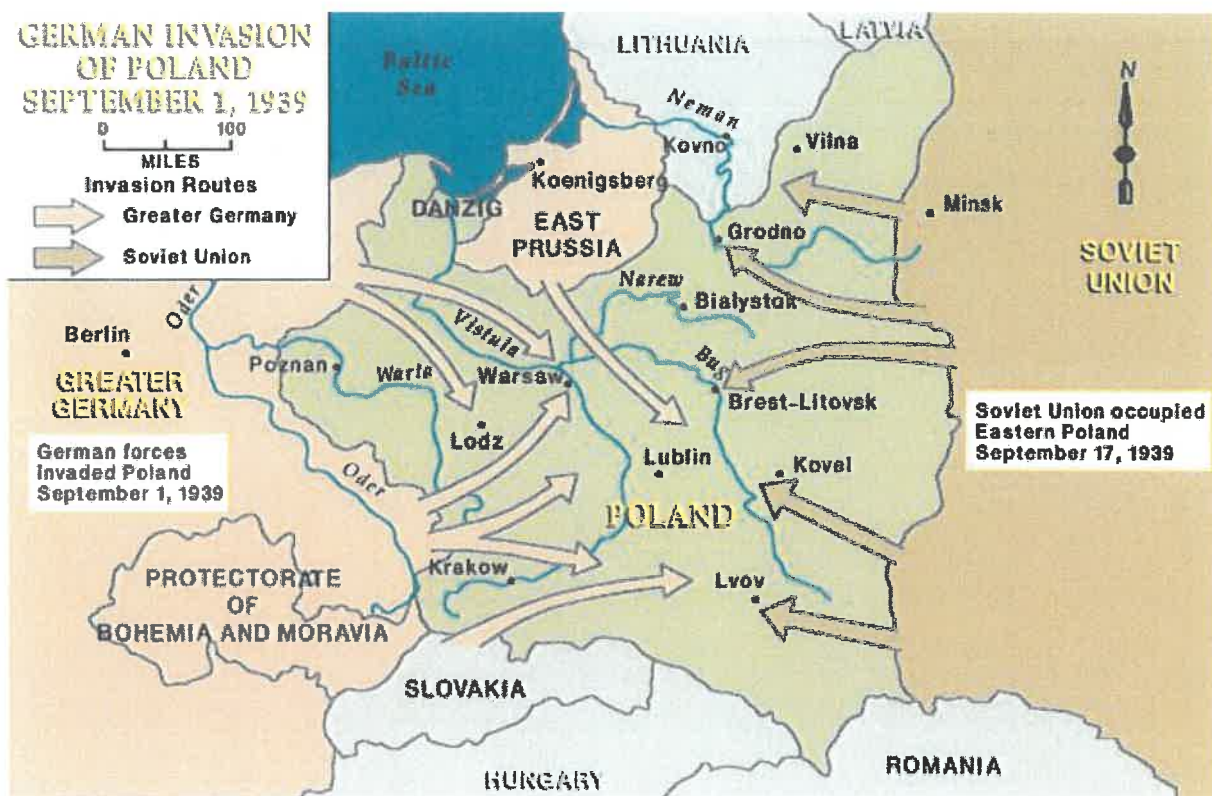 GERMAN INVASION
OF POLAND
SEPTEMBER 1, 1939
0 100
MILES
Invasion Routes
Greater Germany
Soviet Union
Baltic
Sea
LITHUANIA
LATVIA
N
Neman
Kovno
Vilna
Koenigsberg
DANZIG
EAST
PRUSSIA
Minsk
Grodno
SOVIET
UNION
Narew
Bialystok
Oder
Berlin
GREATER
GERMANY
Poznan
Warta
Vistula
Warsaw
Bug
Brest-Litovsk
Soviet Union occupied
Eastern Poland
September 17, 1939
German forces
Invaded Poland
September 1, 1939
Lodz
Oder
Lublin
Kovel
POLAND
Krakow
Lvov
PROTECTORATE
OF
BOHEMIA AND MORAVIA
SLOVAKIA
HUNGARY
ROMANIA